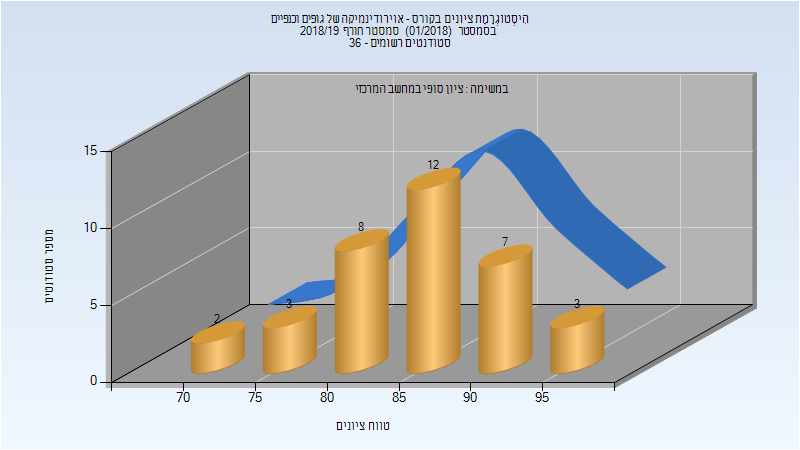 היסטוגרמת ציונים בקורס - אוירודינמיקה של גופים וכנפיים
בסמסטר (01/2018) סמסטר חורף 2018/19
סטודנטים רשומים - 36
במשימה : ציון סופי במחשב המרכזי
מספר סטודנטים
15
10
5
0
2
3
8
12
7
3
70 75 80 85 90 95
טווח ציונים